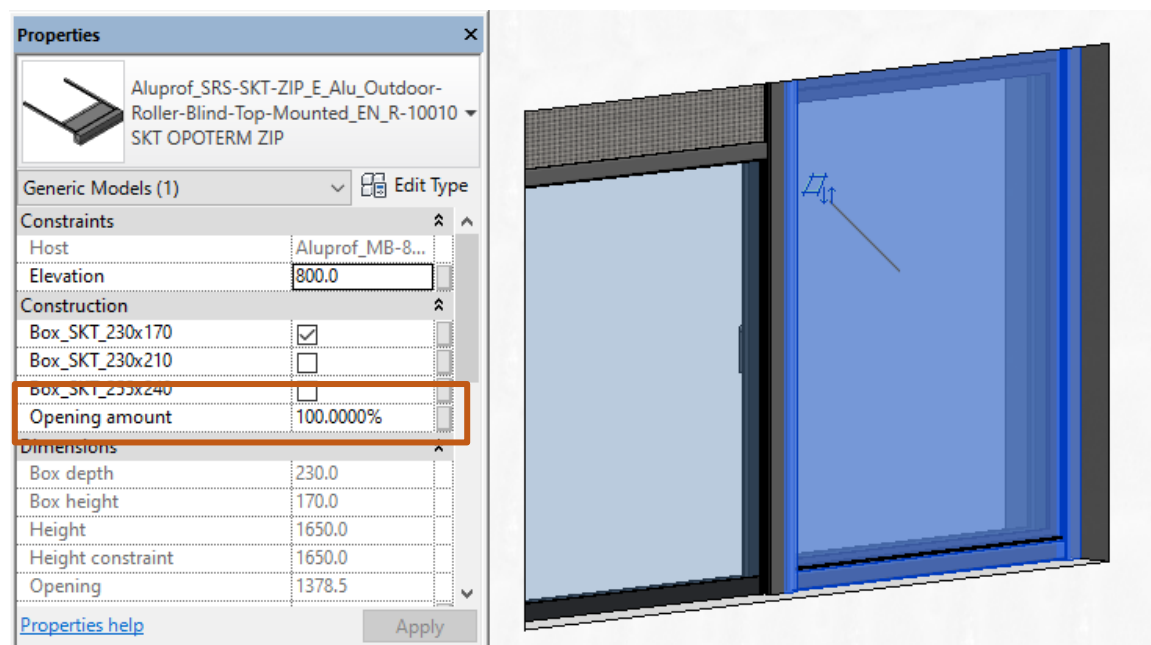 Properties
Aluprof_SRS-SKT-ZIP_E_Alu_Outdoor-
Roller-Blind-Top-Mounted_EN_R-10010
SKT OPOTERM ZIP
Generic Models (1)
Edit Type
Constraints
Host Aluprof_MB-8...
Elevation 800.0
Construction
Box_SKT_230x170
Box_SKT_230x210
Box_SKT_255x240
Opening amount 100.0000%
Dimensions
Box depth 230.0
Box height 170.0
Height 1650.0
Height constraint 1650.0
Opening 1378.5
Properties help
Apply